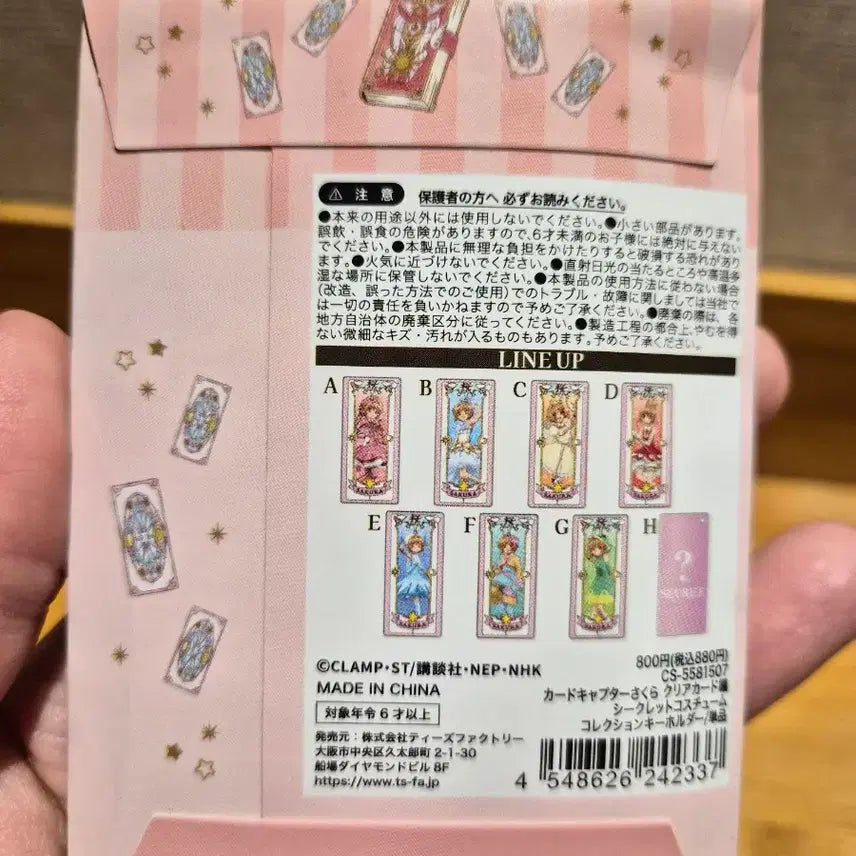 ⚠ 注意 保護者の方へ 必ずお読みください。
●本来の用途以外には使用しないでください。●小さい部品があります。
誤飲・誤食の危険がありますので、6才未満のお子様には絶対に与えない
でください。●本製品に無理な負担をかけたりすると破損する恐れがあり
ます。●火気に近づけないでください。●直射日光の当たるところや高温多
湿な場所に保管しないでください。●本製品の使用方法に従わない場合
(改造、誤った方法でのご使用)でのトラブル・故障に関しましては当社で
は一切の責任を負いかねますので予めご了承ください。●廃棄の際は、各
地方自治体の廃棄区分に従ってください。●製造工程の都合上、やむを得
ない微細なキズ・汚れが入るものもあります。予めご了承ください。
LINE UP
A B C D
SAKURA SAKURA SAKURA SAKURA
E F G H
?
SECRET
SAKURA SAKURA SAKURA
©CLAMP・ST/講談社・NEP・NHK
MADE IN CHINA
対象年令6才以上
発売元:株式会社ティーズファクトリー
大阪市中央区久太郎町 2-1-30
船場ダイヤモンドビル 8F
https://www.ts-fa.jp
800円(税込880円)
CS-5581507
カードキャプターさくら クリアカード編
シークレットコスチューム
コレクションキーホルダー/単品
4 548626 242337